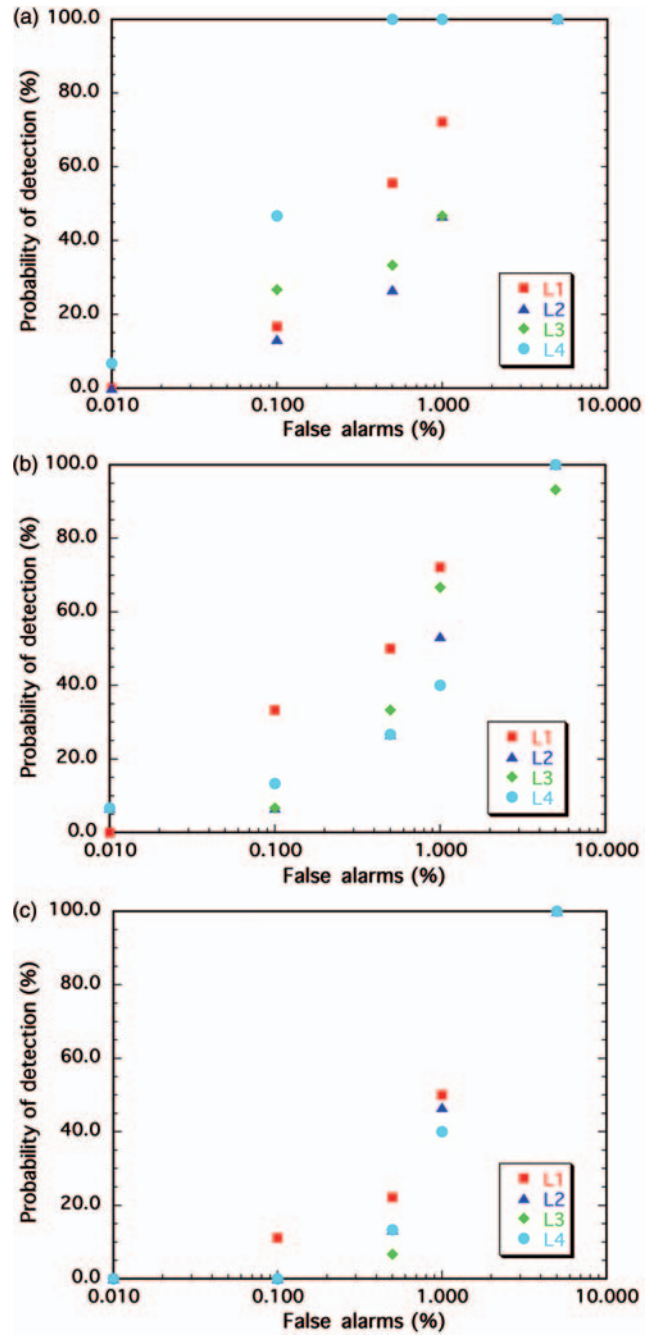 (a)
100.0
80.0
60.0
40.0
20.0
0.0
Probability of detection (%)
L1
L2
L3
L4
0.010
0.100
1.000
10.000
False alarms (%)
(b)
100.0
80.0
60.0
40.0
20.0
0.0
Probability of detection (%)
L1
L2
L3
L4
0.010
0.100
1.000
10.000
False alarms (%)
(c)
100.0
80.0
60.0
40.0
20.0
0.0
Probability of detection (%)
L1
L2
L3
L4
0.010
0.100
1.000
10.000
False alarms (%)